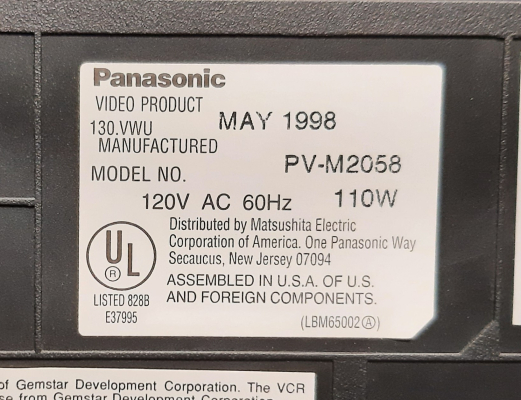 Panasonic
VIDEO PRODUCT
130.VWU MAY 1998
MANUFACTURED
MODEL NO. PV-M2058
120V AC 60Hz 110W
Distributed by Matsushita Electric
Corporation of America. One Panasonic Way
Secaucus, New Jersey 07094
UL
®
LISTED 828B
E37995
ASSEMBLED IN U.S.A. OF U.S.
AND FOREIGN COMPONENTS.
(LBM65002Ⓐ)
of Gemstar Development Corporation. The VCR
se from Gemstar Development Corporation.